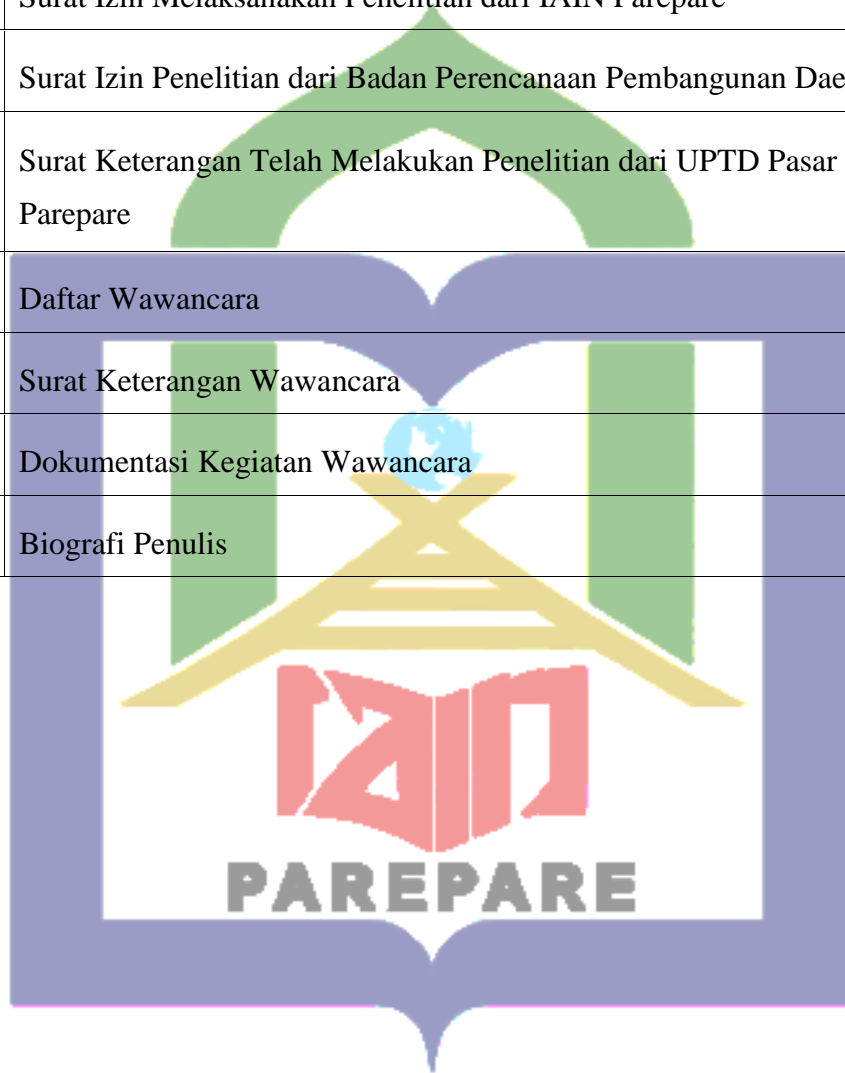 Surat Izin Melaksanakan Penelitian dari IAIN Parepare
Surat Izin Penelitian dari Badan Perencanaan Pembangunan Dae
Surat Keterangan Telah Melakukan Penelitian dari UPTD Pasar
Parepare
Daftar Wawancara
Surat Keterangan Wawancara
Dokumentasi Kegiatan Wawancara
Biografi Penulis
iain
PAREPARE